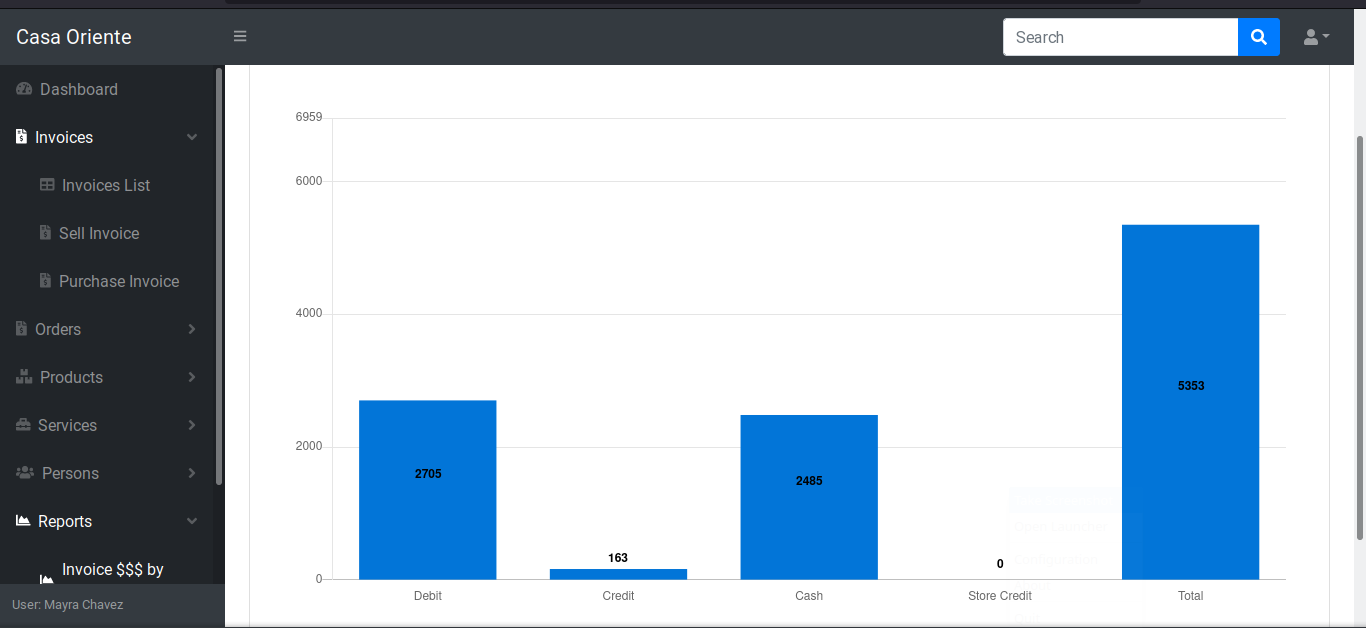 Casa Oriente
Search
Dashboard
Invoices
Invoices List
Sell Invoice
Purchase Invoice
Orders
Products
Services
Persons
Reports
Invoice $$$ by
User: Mayra Chavez
6959
6000
4000
2000
0
2705
163
2485
0
5353
Debit
Credit
Cash
Store Credit
Total